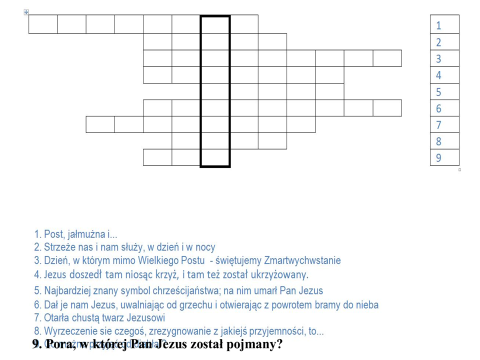 1
2
3
4
5
6
7
8
9
1. Post, jałmużna i...
2. Strzeże nas i nam służy, w dzień i w nocy
3. Dzień, w którym mimo Wielkiego Postu - świętujemy Zmartwychwstanie
4. Jezus doszedł tam niosąc krzyż, i tam też został ukrzyżowany.
5. Najbardziej znany symbol chrześcijaństwa; na nim umarł Pan Jezus
6. Dał je nam Jezus, uwalniając od grzechu i otwierając z powrotem bramy do nieba
7. Otarła chustą twarz Jezusowi
8. Wyrzeczenie sie czegoś, zrezygnowanie z jakiejś przyjemności, to...
9. Pora, w której Pan Jezus został pojmany?